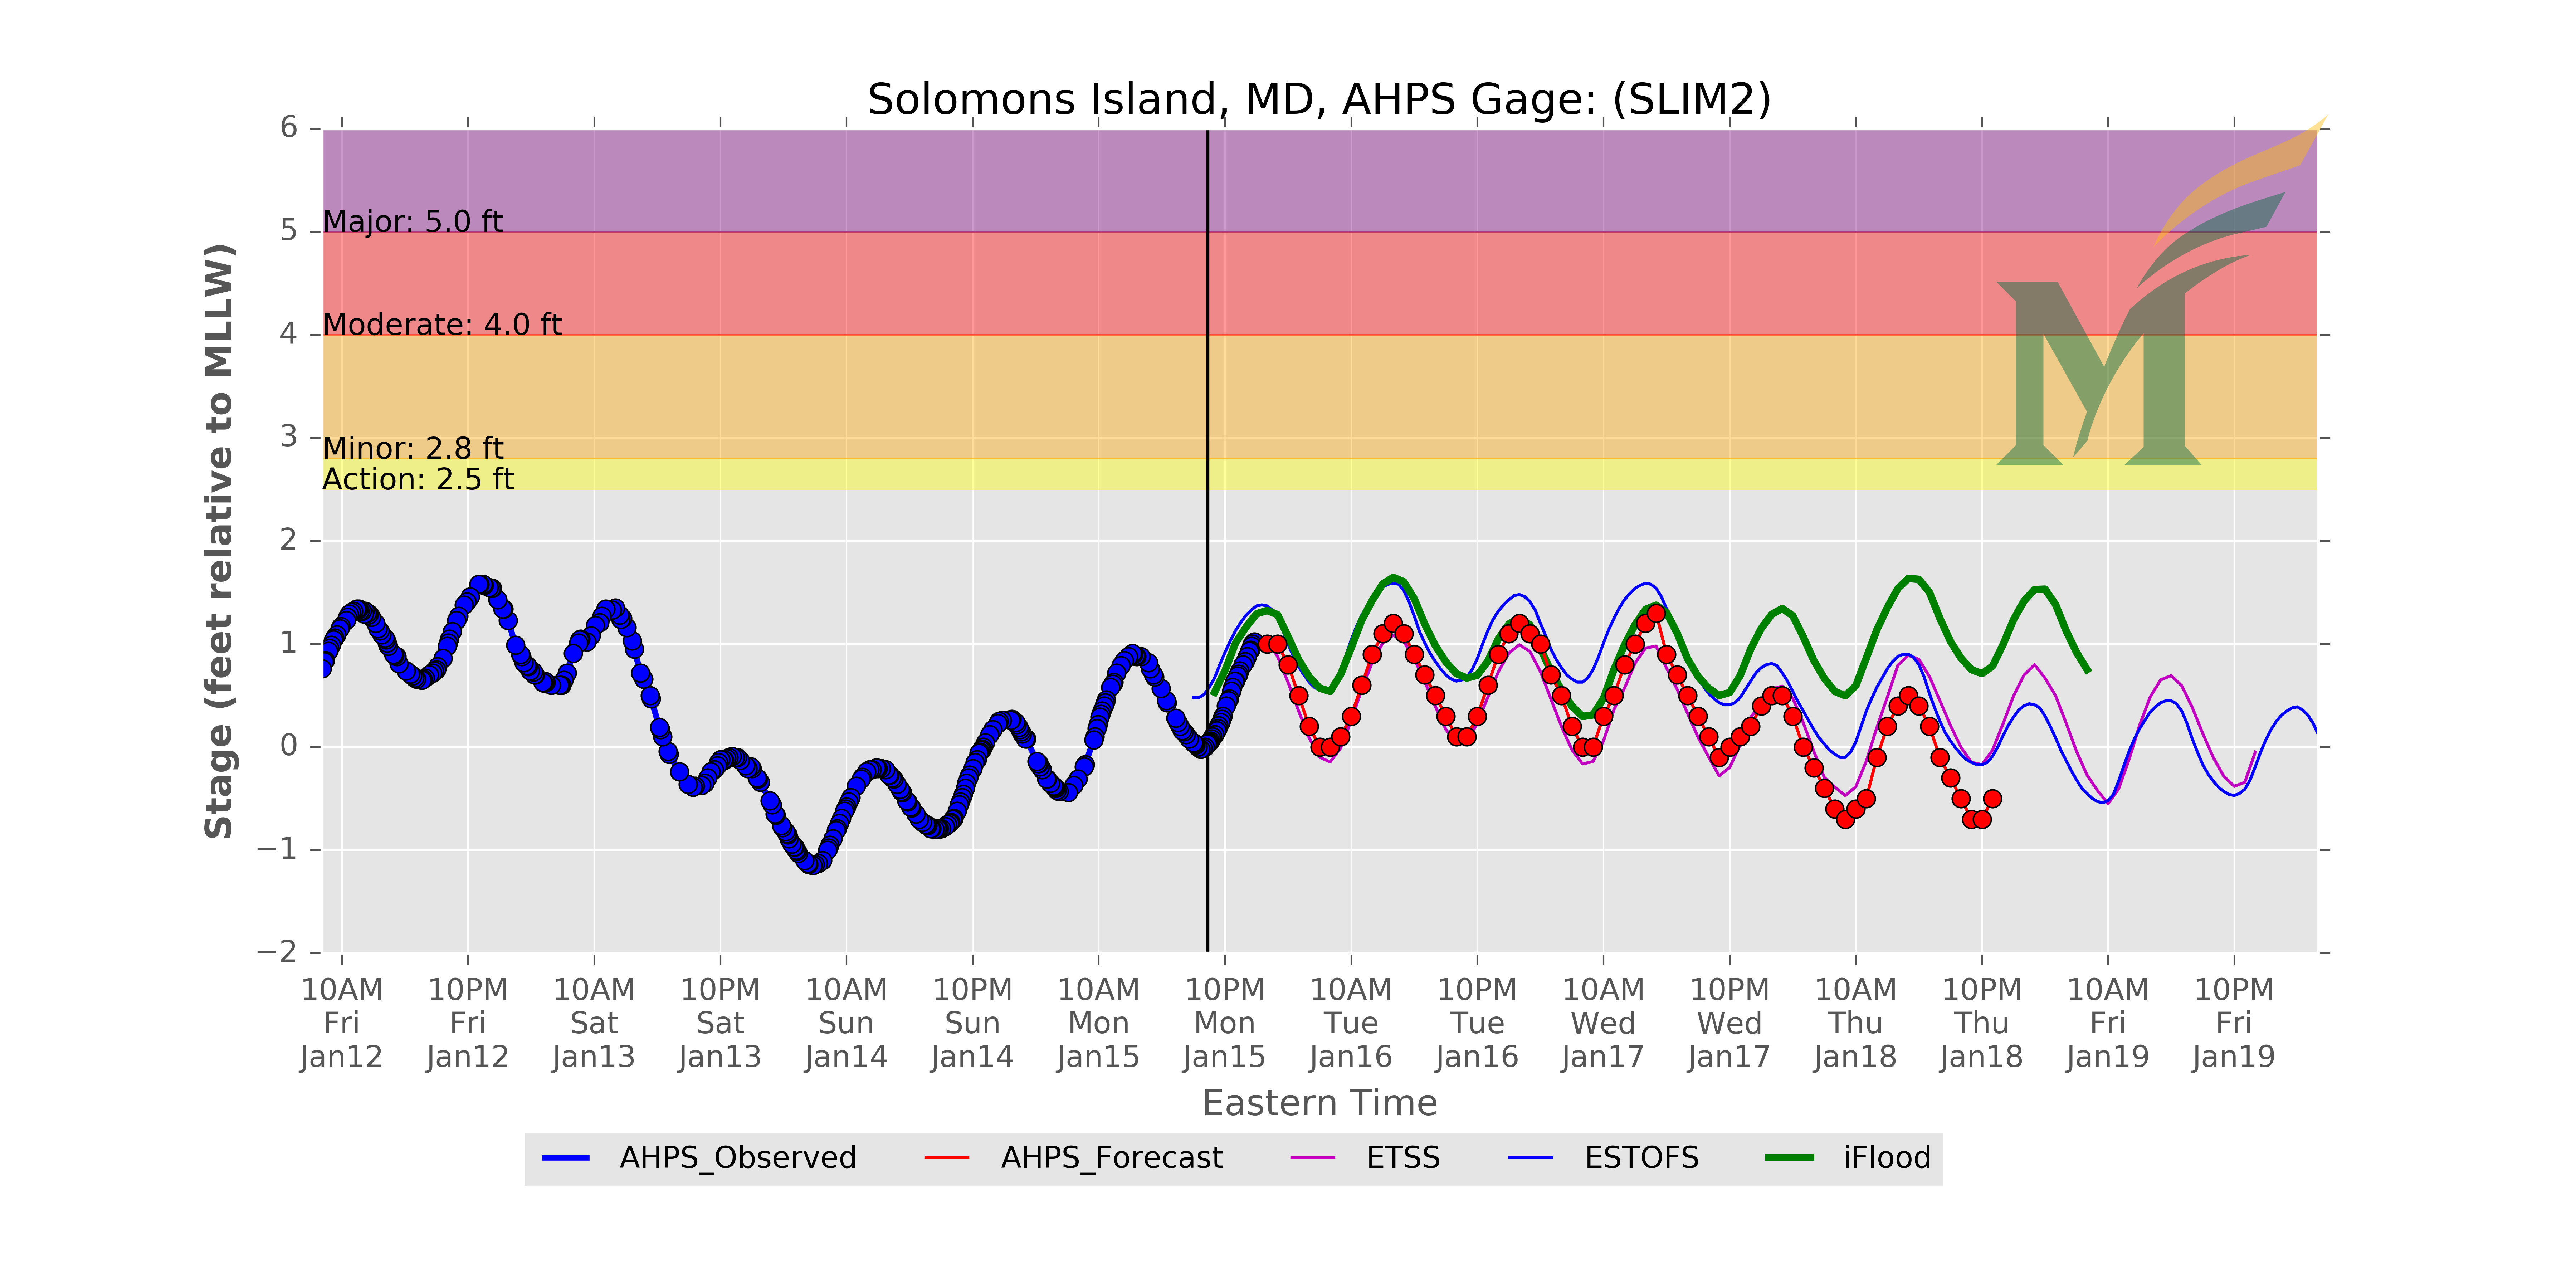 Solomons Island, MD, AHPS Gage: (SLIM2)
Stage (feet relative to MLLW)
6
5
4
3
2
1
0
−1
−2
Major: 5.0 ft
Moderate: 4.0 ft
Minor: 2.8 ft
Action: 2.5 ft
M
10AM 10PM 10AM 10PM 10AM 10PM 10AM 10PM 10AM 10PM 10AM 10PM 10AM 10PM 10AM 10PM
Fri Fri Sat Sat Sun Sun Mon Mon Tue Tue Wed Wed Thu Thu Fri Fri
Jan12 Jan12 Jan13 Jan13 Jan14 Jan14 Jan15 Jan15 Jan16 Jan16 Jan17 Jan17 Jan18 Jan18 Jan19 Jan19
Eastern Time
AHPS_Observed AHPS_Forecast ETSS ESTOFS iFlood